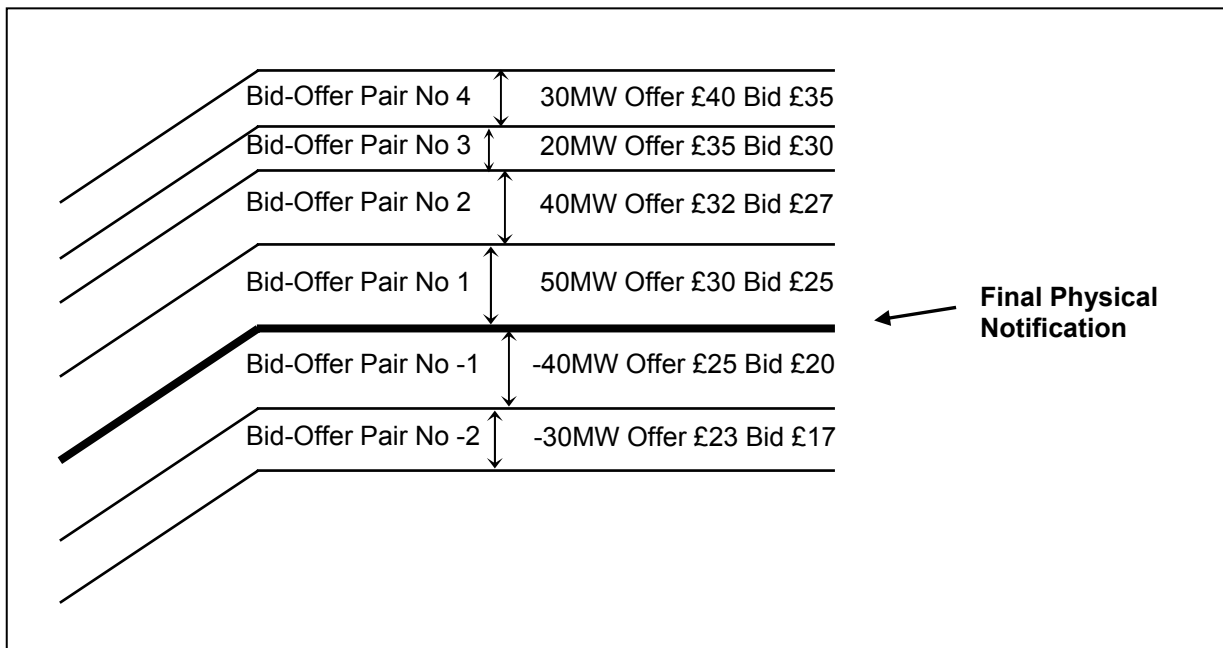 Bid-Offer Pair No 4 30MW Offer £40 Bid £35
Bid-Offer Pair No 3 20MW Offer £35 Bid £30
Bid-Offer Pair No 2 40MW Offer £32 Bid £27
Bid-Offer Pair No 1 50MW Offer £30 Bid £25
Final Physical
Notification
Bid-Offer Pair No -1 -40MW Offer £25 Bid £20
Bid-Offer Pair No -2 -30MW Offer £23 Bid £17